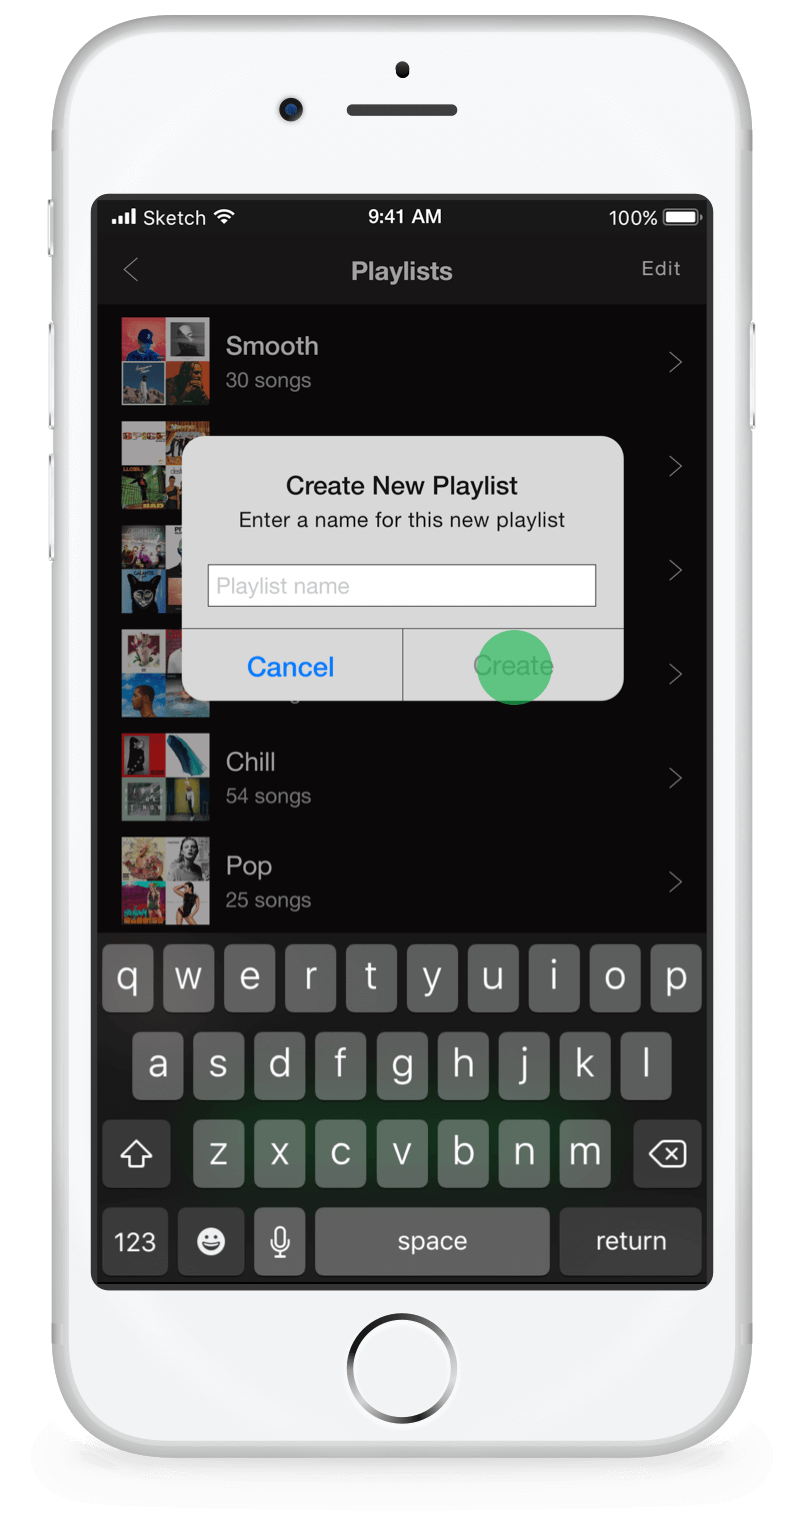 Sketch 9:41 AM 100%
Playlists Edit
Smooth
30 songs
Create New Playlist
Enter a name for this new playlist
Playlist name
Cancel Create
Chill
54 songs
Pop
25 songs
q w e r t y u i o p
a s d f g h j k l
z x c v b n m
123 space return